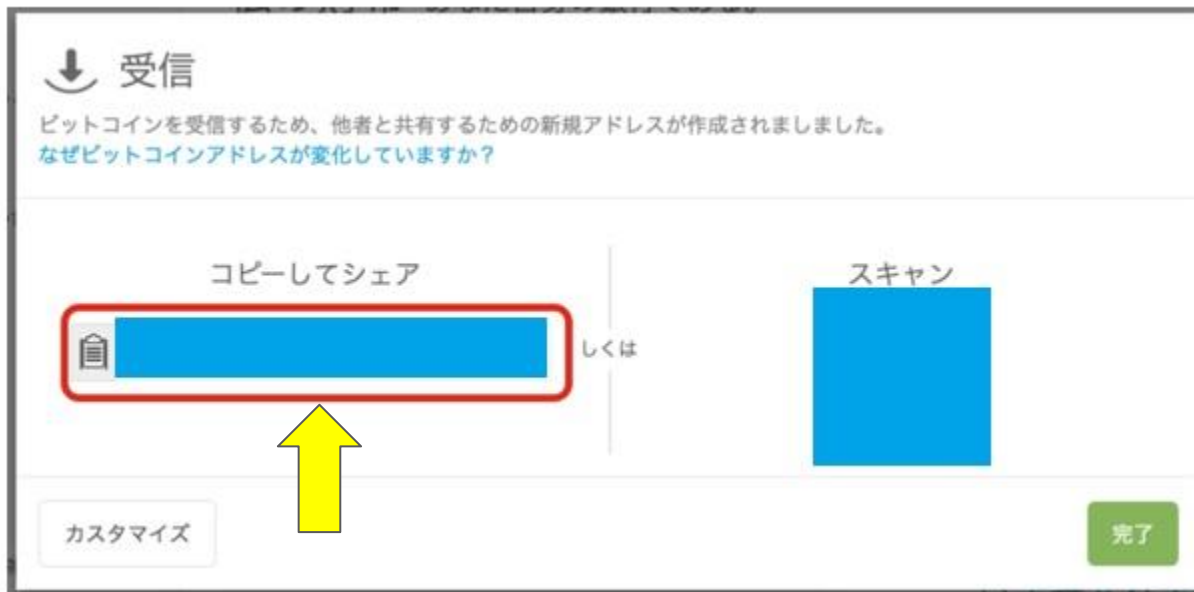 受信
ビットコインを受信するため、他者と共有するための新規アドレスが作成されましました。
なぜビットコインアドレスが変化していますか？
コピーしてシェア
スキャン
しくは
カスタマイズ
完了